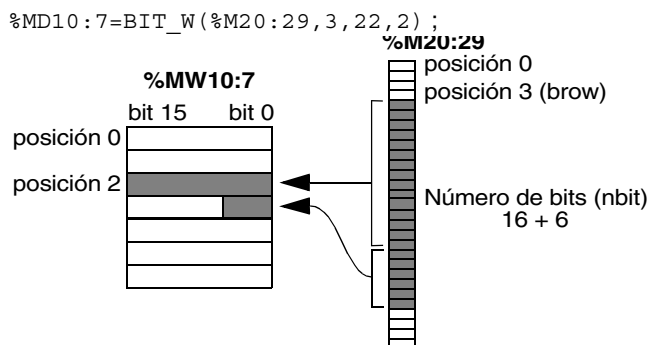 %MD10:7=BIT_W(%M20:29,3,22,2);
%M20:29
posición 0
%MW10:7
posición 3 (brow)
bit 15 bit 0
posición 0
posición 2
Número de bits (nbit)
16 + 6